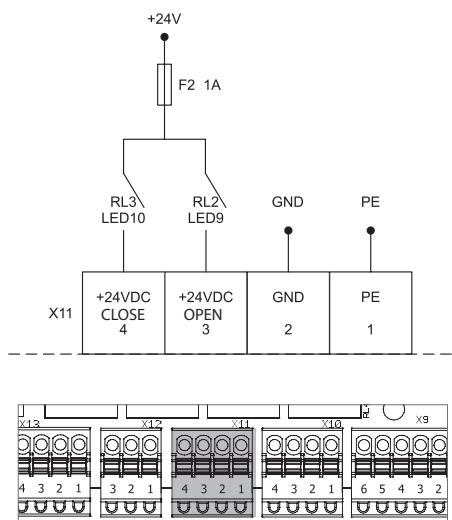 +24V
F2 1A
RL3 RL2 GND PE
LED10 LED9
+24VDC +24VDC GND PE
X11 CLOSE OPEN
4 3 2 1
X13 X12 X11 X10 X9
4 3 2 1 3 2 1 4 3 2 1 4 3 2 1 6 5 4 3 2